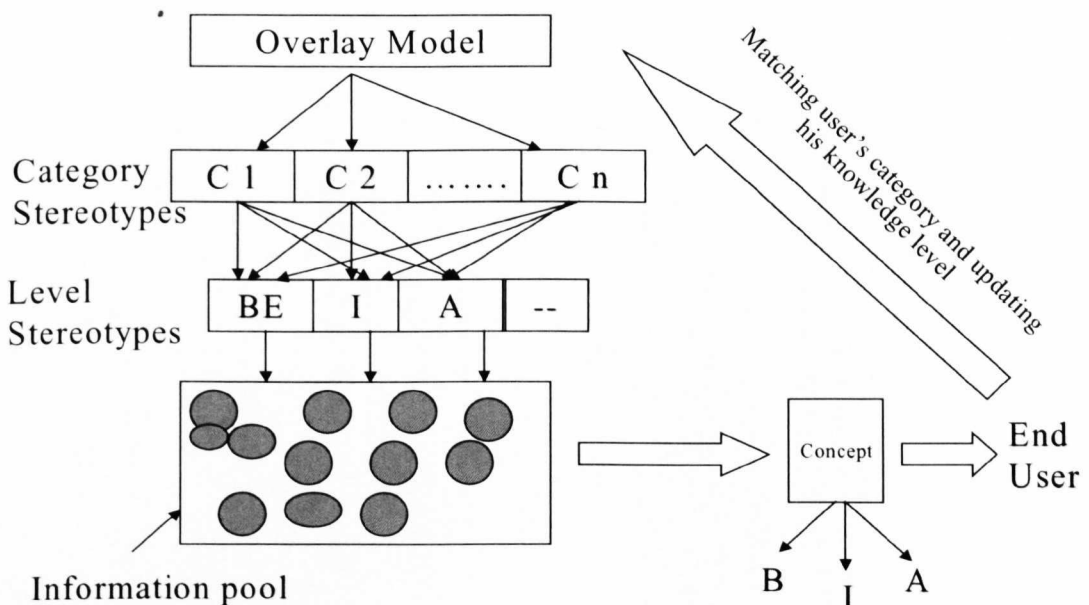 Overlay Model
Matching user's category and updating
his knowledge level
Category
Stereotypes
C 1
C 2
.......
C n
Level
Stereotypes
BE
I
A
--
Concept
End
User
B
I
A
Information pool